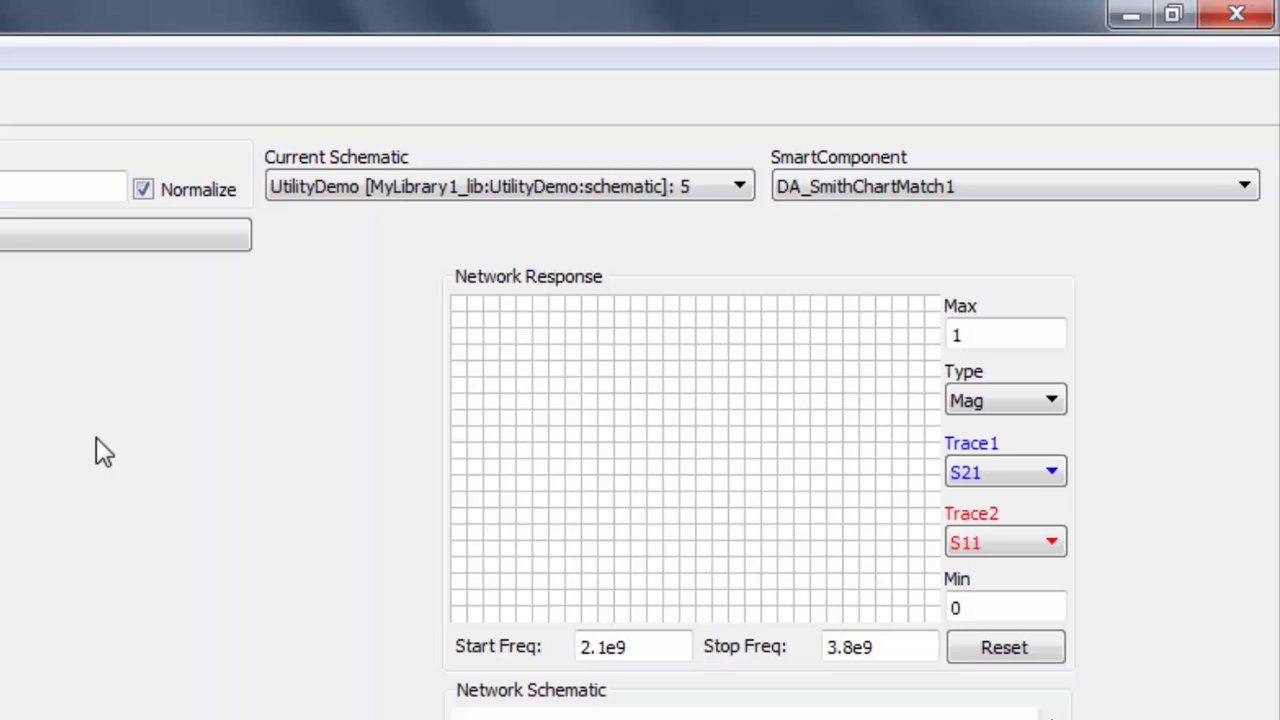 Current Schematic
SmartComponent
Normalize
UtilityDemo [MyLibrary1_lib:UtilityDemo:schematic]: 5
DA_SmithChartMatch1
Network Response
Max
1
Type
Mag
Trace1
S21
Trace2
S11
Min
0
Start Freq: 2.1e9 Stop Freq: 3.8e9 Reset
Network Schematic